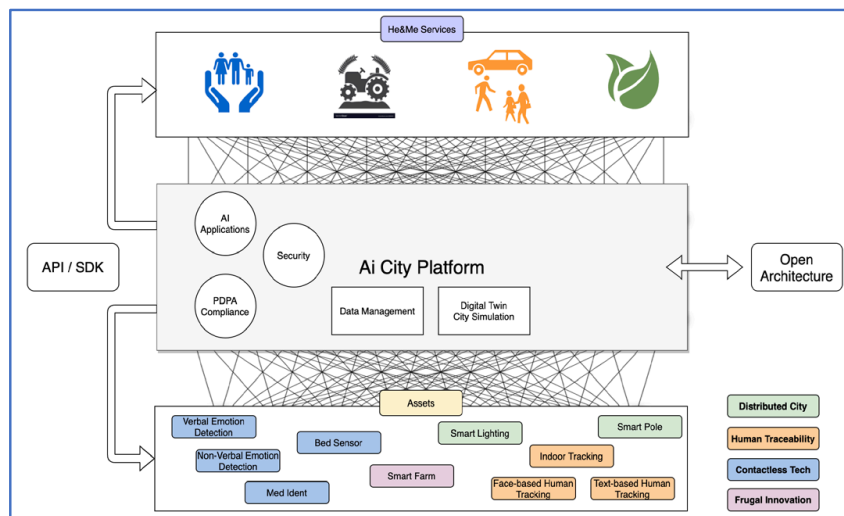 He&Me Services
AI
Applications
Security
API / SDK
Ai City Platform
Open
Architecture
PDPA
Compliance
Data Management
Digital Twin
City Simulation
Assets
Verbal Emotion
Detection
Bed Sensor
Smart Lighting
Smart Pole
Non-Verbal Emotion
Detection
Indoor Tracking
Smart Farm
Med Ident
Face-based Human
Tracking
Text-based Human
Tracking
Distributed City
Human Traceability
Contactless Tech
Frugal Innovation